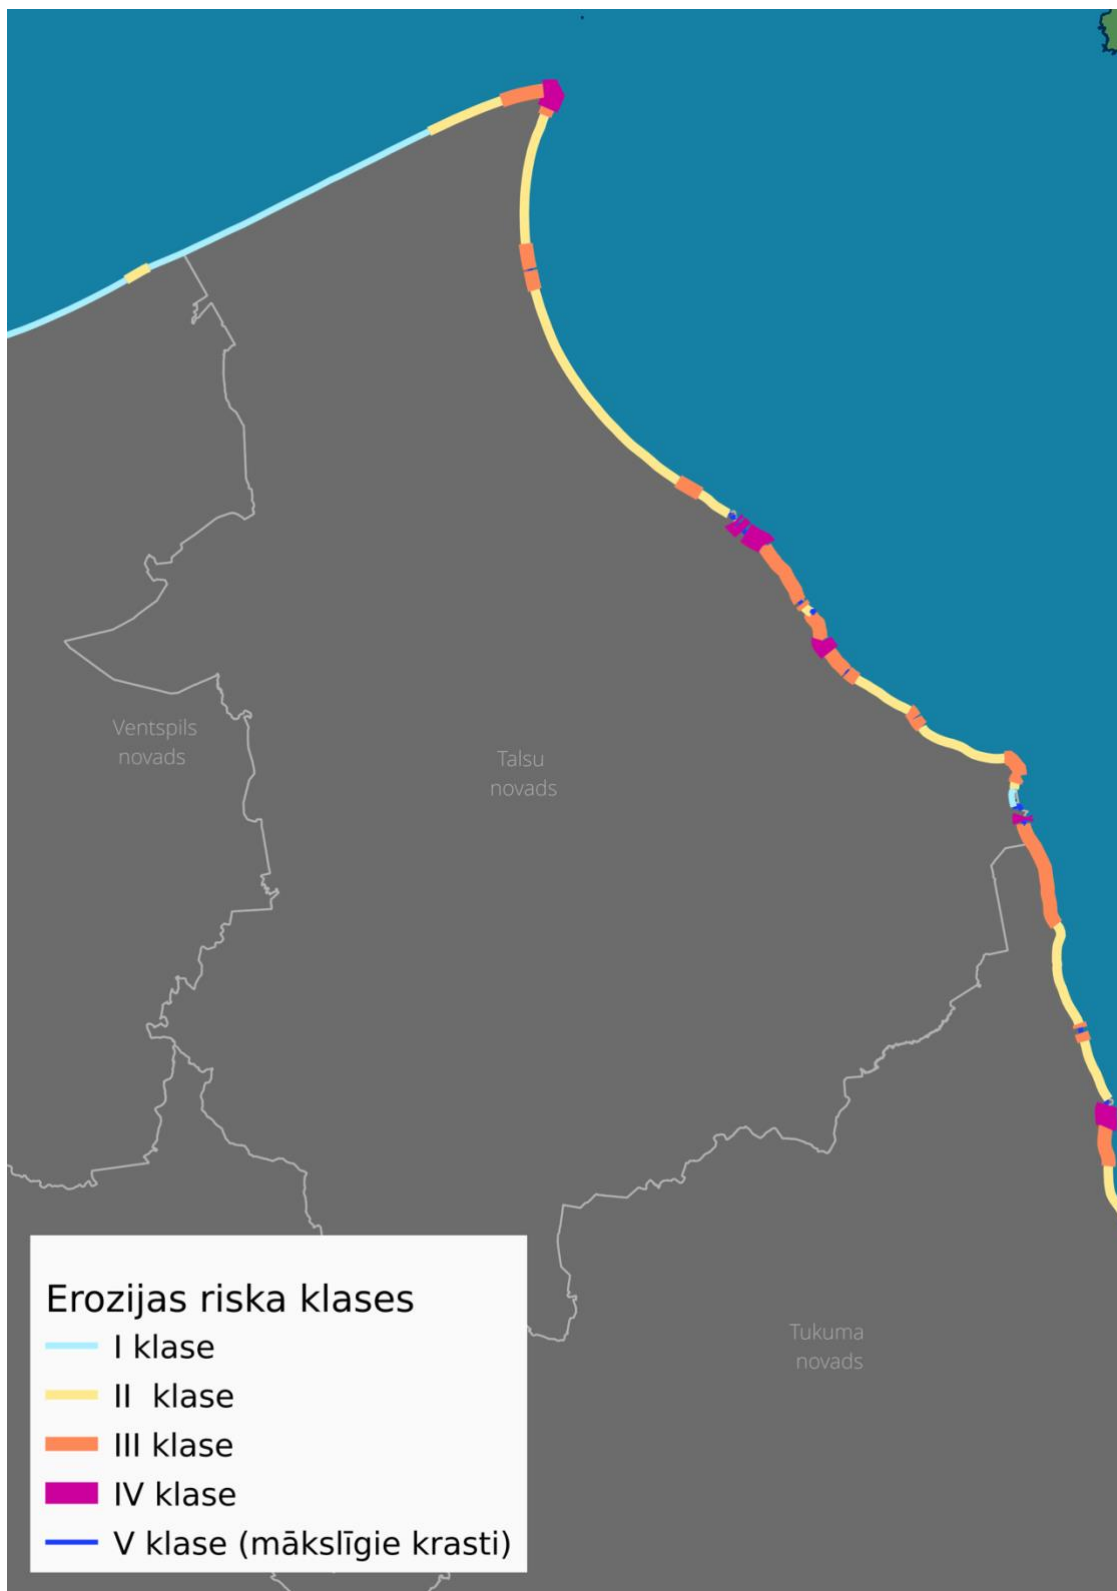 Ventspils
novads
Talsu
novads
Tukuma
novads
Erozijas riska klases
I klase
II  klase
III klase
IV klase
V klase (mākslīgie krasti)